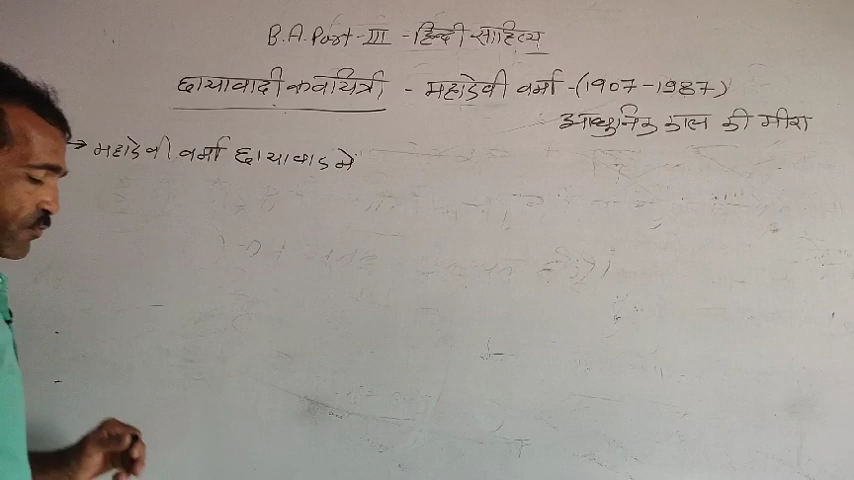 B.A. Part-III - हिन्दी साहित्य
छायावादी कवयित्री - महादेवी वर्मा - (1907-1987)
आधुनिक काल की मीरा
→ महादेवी वर्मा छायावाद में